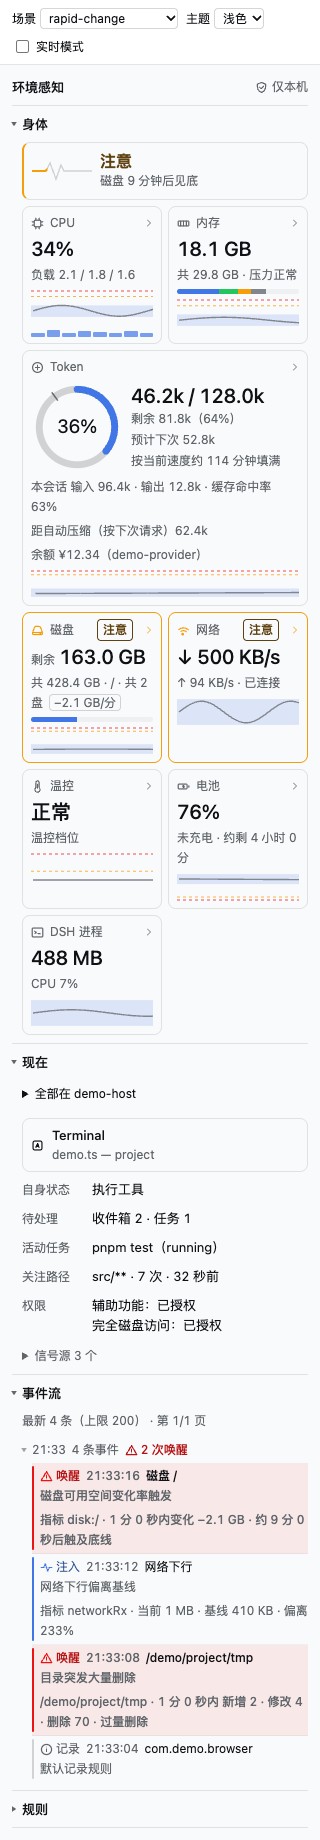 场景 rapid-change 主题 浅色
实时模式
环境感知 仅本机
身体
注意
磁盘 9 分钟后见底
CPU
34%
负载 2.1 / 1.8 / 1.6
内存
18.1 GB
共 29.8 GB · 压力正常
Token
36%
46.2k / 128.0k
剩余 81.8k（64%）
预计下次 52.8k
按当前速度约 114 分钟填满
本会话 输入 96.4k · 输出 12.8k · 缓存命中率
63%
距自动压缩（按下次请求）62.4k
余额 ¥12.34（demo-provider）
磁盘 注意
剩余 163.0 GB
共 428.4 GB · / · 共 2
盘 −2.1 GB/分
网络 注意
↓ 500 KB/s
↑ 94 KB/s · 已连接
温控
正常
温控档位
电池
76%
未充电 · 约剩 4 小时 0
分
DSH 进程
488 MB
CPU 7%
现在
全部在 demo-host
Terminal
demo.ts — project
自身状态 执行工具
待处理 收件箱 2 · 任务 1
活动任务 pnpm test（running）
关注路径 src/** · 7 次 · 32 秒前
权限 辅助功能：已授权
完全磁盘访问：已授权
信号源 3 个
事件流
最新 4 条（上限 200） · 第 1/1 页
21:33 4 条事件 2 次唤醒
唤醒 21:33:16 磁盘 /
磁盘可用空间变化率触发
指标 disk:/ · 1 分 0 秒内变化 −2.1 GB · 约 9 分 0
秒后触及底线
注入 21:33:12 网络下行
网络下行偏离基线
指标 networkRx · 当前 1 MB · 基线 410 KB · 偏离
233%
唤醒 21:33:08 /demo/project/tmp
目录突发大量删除
/demo/project/tmp · 1 分 0 秒内 新增 2 · 修改 4
· 删除 70 · 过量删除
记录 21:33:04 com.demo.browser
默认记录规则
规则